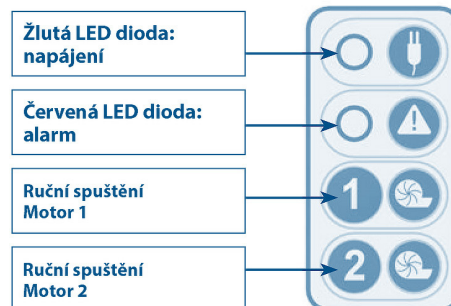 Žlutá LED dioda:
napájení
Červená LED dioda:
alarm
Ruční spuštění
Motor 1
1
Ruční spuštění
Motor 2
2